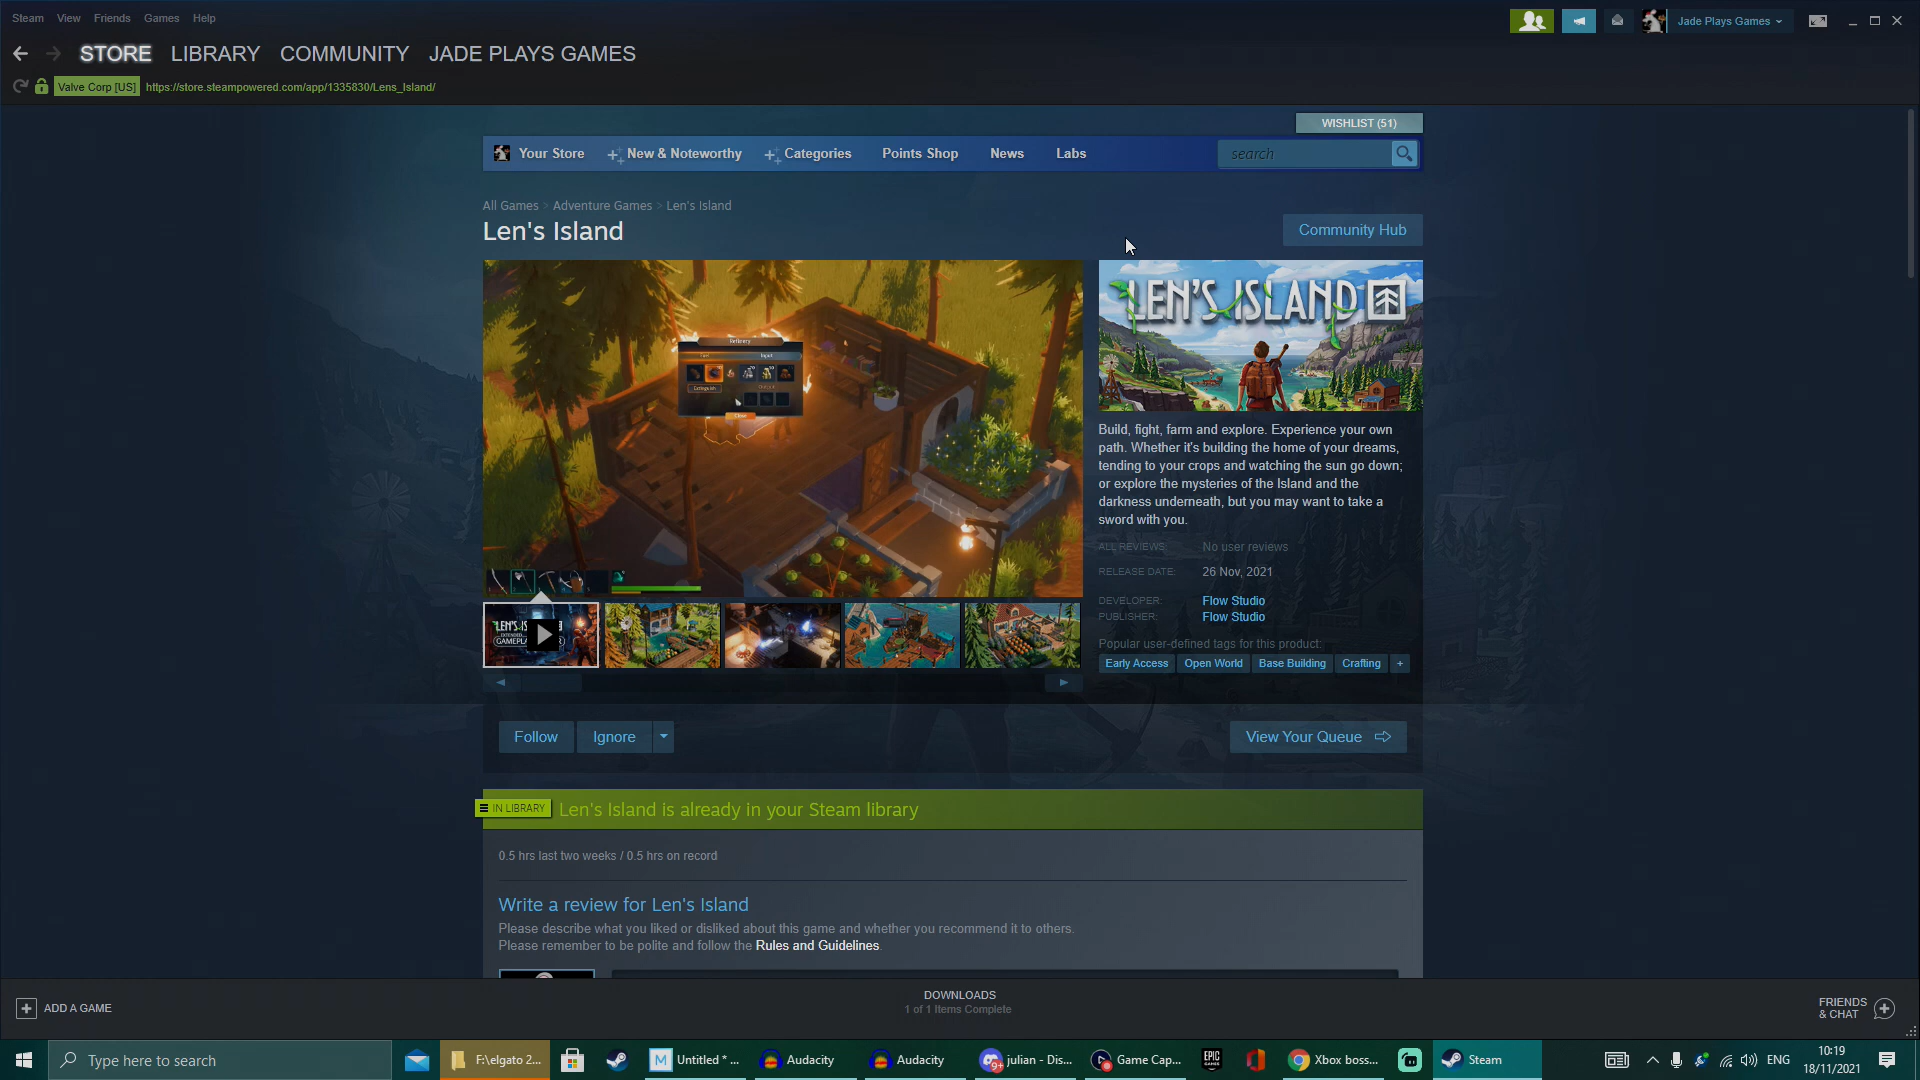 Steam View Friends Games Help
Jade Plays Games
STORE LIBRARY COMMUNITY JADE PLAYS GAMES
Valve Corp [US] https://store.steampowered.com/app/1335830/Lens_Island/
WISHLIST (51)
Your Store New & Noteworthy Categories Points Shop News Labs search
All Games > Adventure Games > Len's Island
Len's Island
Community Hub
LEN'S ISLAND
Refinery
Fuel Input
Extinguish
Close
Build, fight, farm and explore. Experience your own
path. Whether it's building the home of your dreams,
tending to your crops and watching the sun go down;
or explore the mysteries of the Island and the
darkness underneath, but you may want to take a
sword with you.
ALL REVIEWS: No user reviews
RELEASE DATE: 26 Nov, 2021
DEVELOPER: Flow Studio
PUBLISHER: Flow Studio
Popular user-defined tags for this product:
Early Access Open World Base Building Crafting +
Follow Ignore
View Your Queue
IN LIBRARY Len's Island is already in your Steam library
0.5 hrs last two weeks / 0.5 hrs on record
Write a review for Len's Island
Please describe what you liked or disliked about this game and whether you recommend it to others.
Please remember to be polite and follow the Rules and Guidelines
ADD A GAME
DOWNLOADS
1 of 1 Items Complete
FRIENDS
& CHAT
Type here to search
F:\elgato 2...
Untitled * ...
Audacity
Audacity
9+ julian - Dis...
Game Cap...
EPIC GAMES
Xbox boss...
Steam
ENG
10:19
18/11/2021